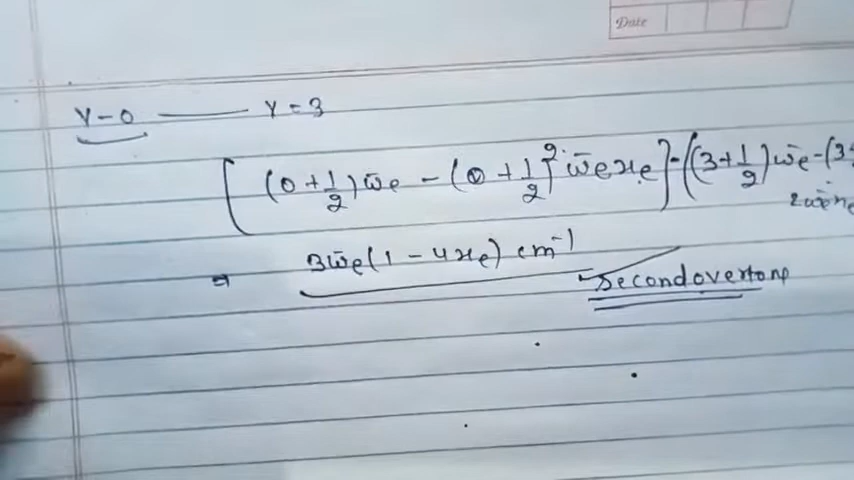 Date
V-0 —— V = 3
[(0+1/2)ω̄e - (0+1/2)² ω̄exe] - [(3+1/2)ω̄e - (3+
⇒ 3ω̄e(1 - 4xe) cm⁻¹
Second overtone